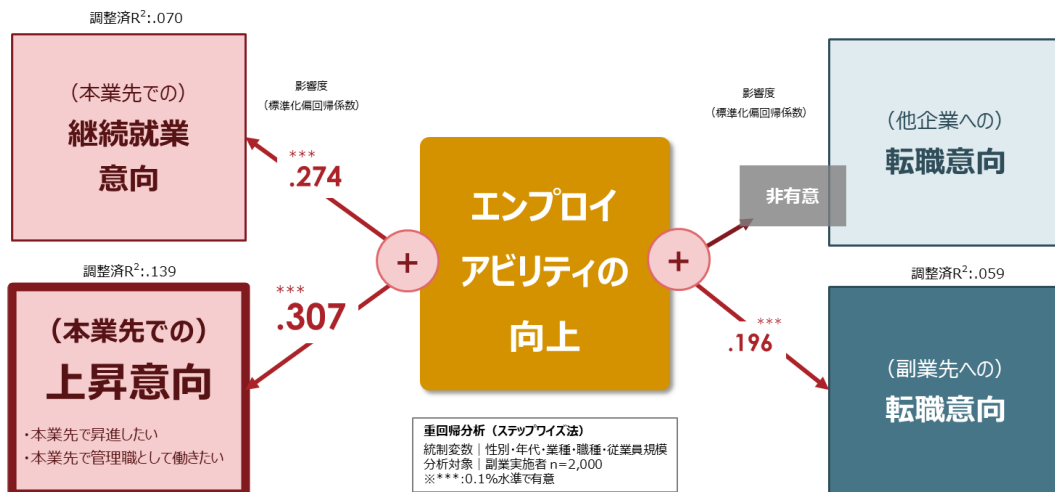 調整済R²:.070
(本業先での)
継続就業
意向
影響度
(標準化偏回帰係数)
***
.274
調整済R²:.139
(本業先での)
上昇意向
・本業先で昇進したい
・本業先で管理職として働きたい
***
.307
+
エンプロイ
アビリティの
向上
+
影響度
(標準化偏回帰係数)
非有意
(他企業への)
転職意向
調整済R²:.059
***
.196
(副業先への)
転職意向
重回帰分析(ステップワイズ法)
統制変数|性別・年代・業種・職種・従業員規模
分析対象|副業実施者 n=2,000
※***:0.1%水準で有意